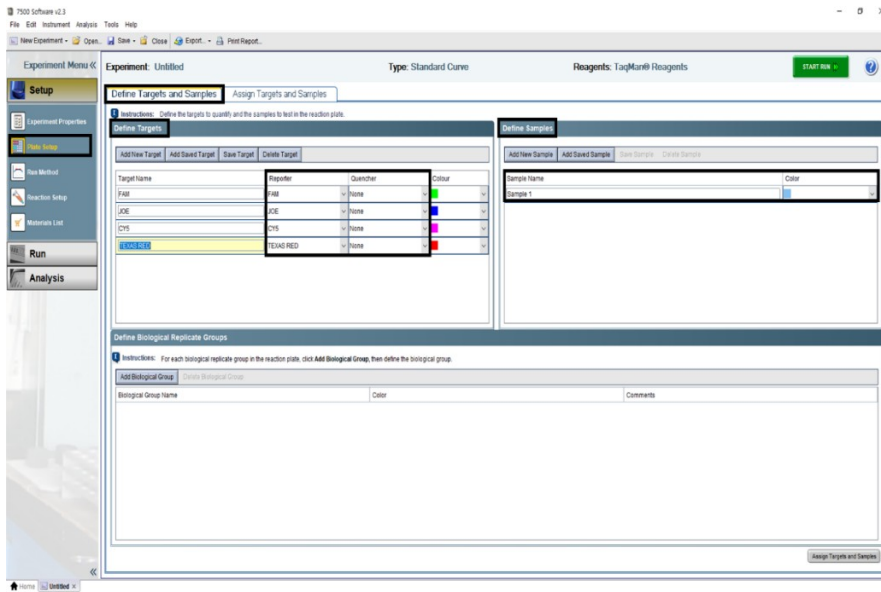 7500 Software v2.3
File Edit Instrument Analysis Tools Help
New Experiment Open... Save Close Export... Print Report...
Experiment Menu «
Experiment: Untitled Type: Standard Curve Reagents: TaqMan® Reagents START RUN
Setup
Define Targets and Samples Assign Targets and Samples
Instructions: Define the targets to quantify and the samples to test in the reaction plate.
Experiment Properties
Plate Setup
Run Method
Reaction Setup
Materials List
Run
Analysis
Define Targets
Add New Target Add Saved Target Save Target Delete Target
Target Name Reporter Quencher Colour
FAM FAM None
JOE JOE None
CY5 CY5 None
TEXAS RED TEXAS RED None
Define Samples
Add New Sample Add Saved Sample Save Sample Delete Sample
Sample Name Color
Sample 1
Define Biological Replicate Groups
Instructions: For each biological replicate group in the reaction plate, click Add Biological Group, then define the biological group.
Add Biological Group Delete Biological Group
Biological Group Name Color Comments
Assign Targets and Samples
«
Home Untitled ×